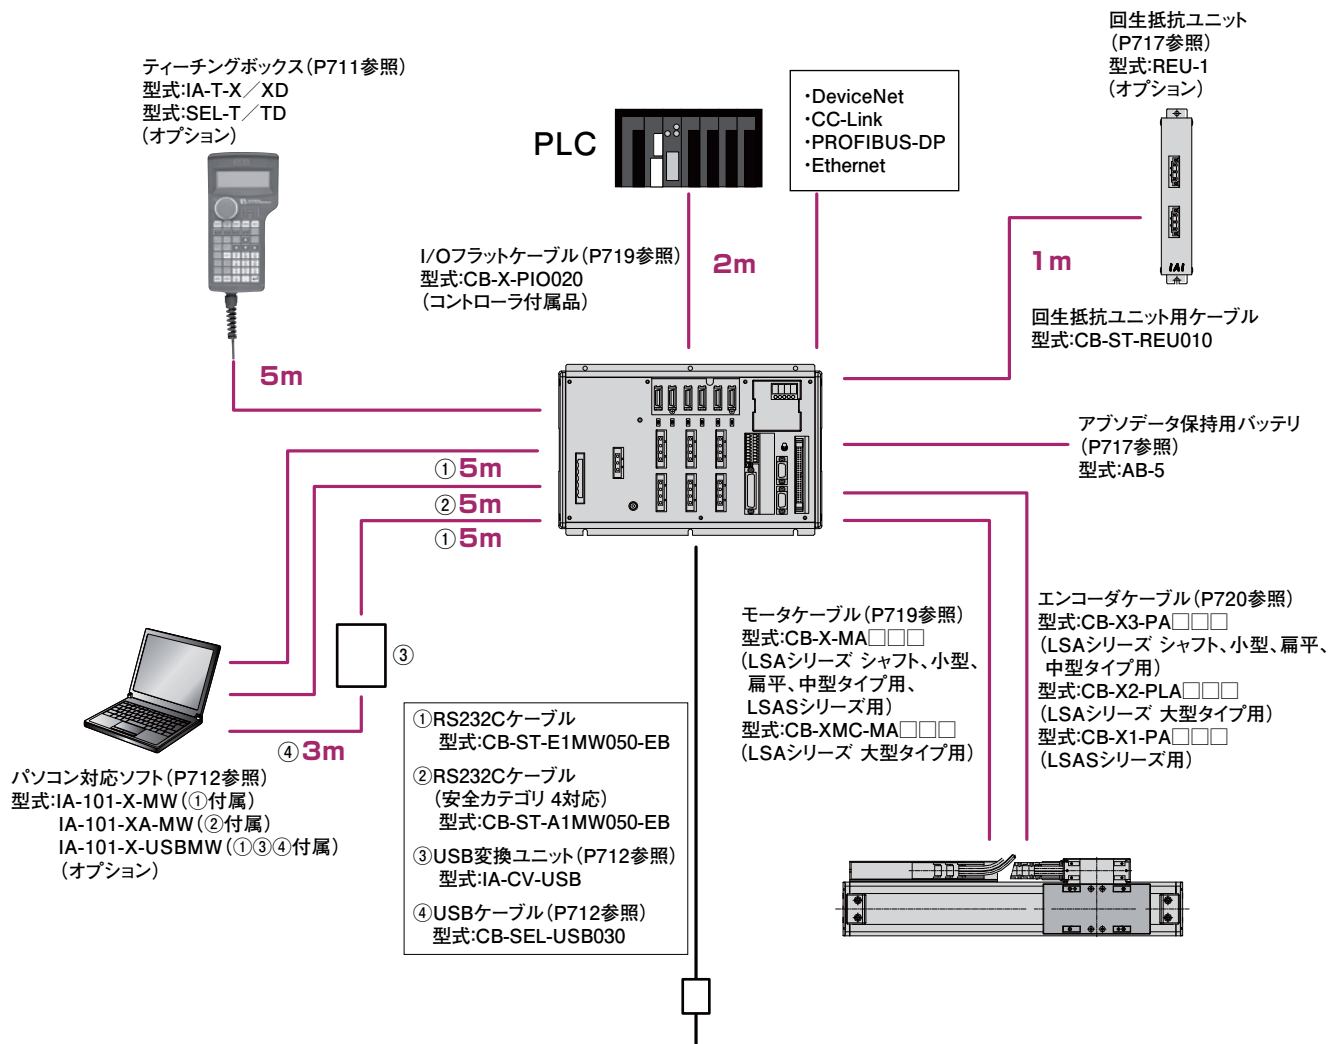 ティーチングボックス（P711参照）
型式：IA-T-X／XD
型式：SEL-T／TD
（オプション）
PLC
・DeviceNet
・CC-Link
・PROFIBUS-DP
・Ethernet
回生抵抗ユニット
（P717参照）
型式：REU-1
（オプション）
IAI
I/Oフラットケーブル（P719参照）
型式：CB-X-PIO020
（コントローラ付属品）
2m
1m
回生抵抗ユニット用ケーブル
型式：CB-ST-REU010
5m
アブソデータ保持用バッテリ
（P717参照）
型式：AB-5
①5m
②5m
①5m
③
④3m
パソコン対応ソフト（P712参照）
型式：IA-101-X-MW（①付属）
IA-101-XA-MW（②付属）
IA-101-X-USBMW（①③④付属）
（オプション）
①RS232Cケーブル
型式：CB-ST-E1MW050-EB
②RS232Cケーブル
（安全カテゴリ 4対応）
型式：CB-ST-A1MW050-EB
③USB変換ユニット（P712参照）
型式：IA-CV-USB
④USBケーブル（P712参照）
型式：CB-SEL-USB030
モータケーブル（P719参照）
型式：CB-X-MA□□□
（LSAシリーズ シャフト、小型、
扁平、中型タイプ用、
LSASシリーズ用）
型式：CB-XMC-MA□□□
（LSAシリーズ 大型タイプ用）
エンコーダケーブル（P720参照）
型式：CB-X3-PA□□□
（LSAシリーズ シャフト、小型、扁平、
中型タイプ用）
型式：CB-X2-PLA□□□
（LSAシリーズ 大型タイプ用）
型式：CB-X1-PA□□□
（LSASシリーズ用）